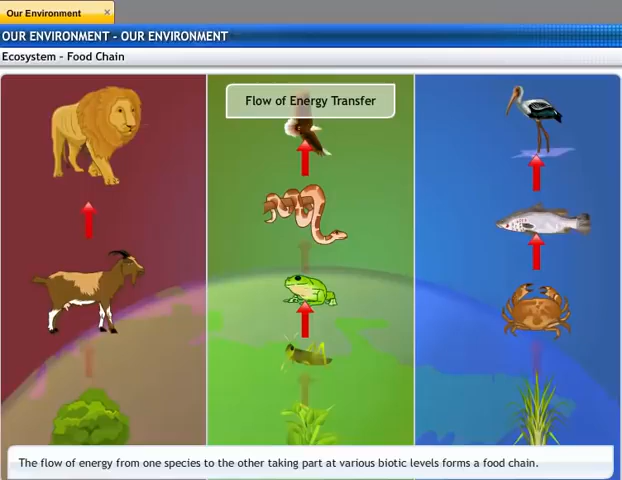 Our Environment
OUR ENVIRONMENT - OUR ENVIRONMENT
Ecosystem - Food Chain
Flow of Energy Transfer
The flow of energy from one species to the other taking part at various biotic levels forms a food chain.